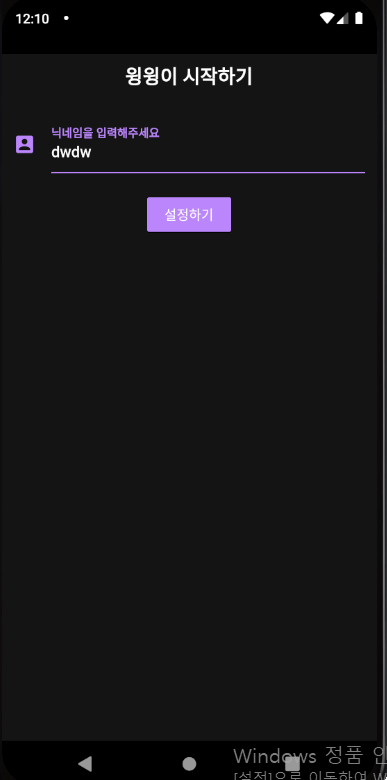 12:10
윙윙이 시작하기
닉네임을 입력해주세요
dwdw
설정하기
Windows 정품 인
[설정]으로 이동하여 W